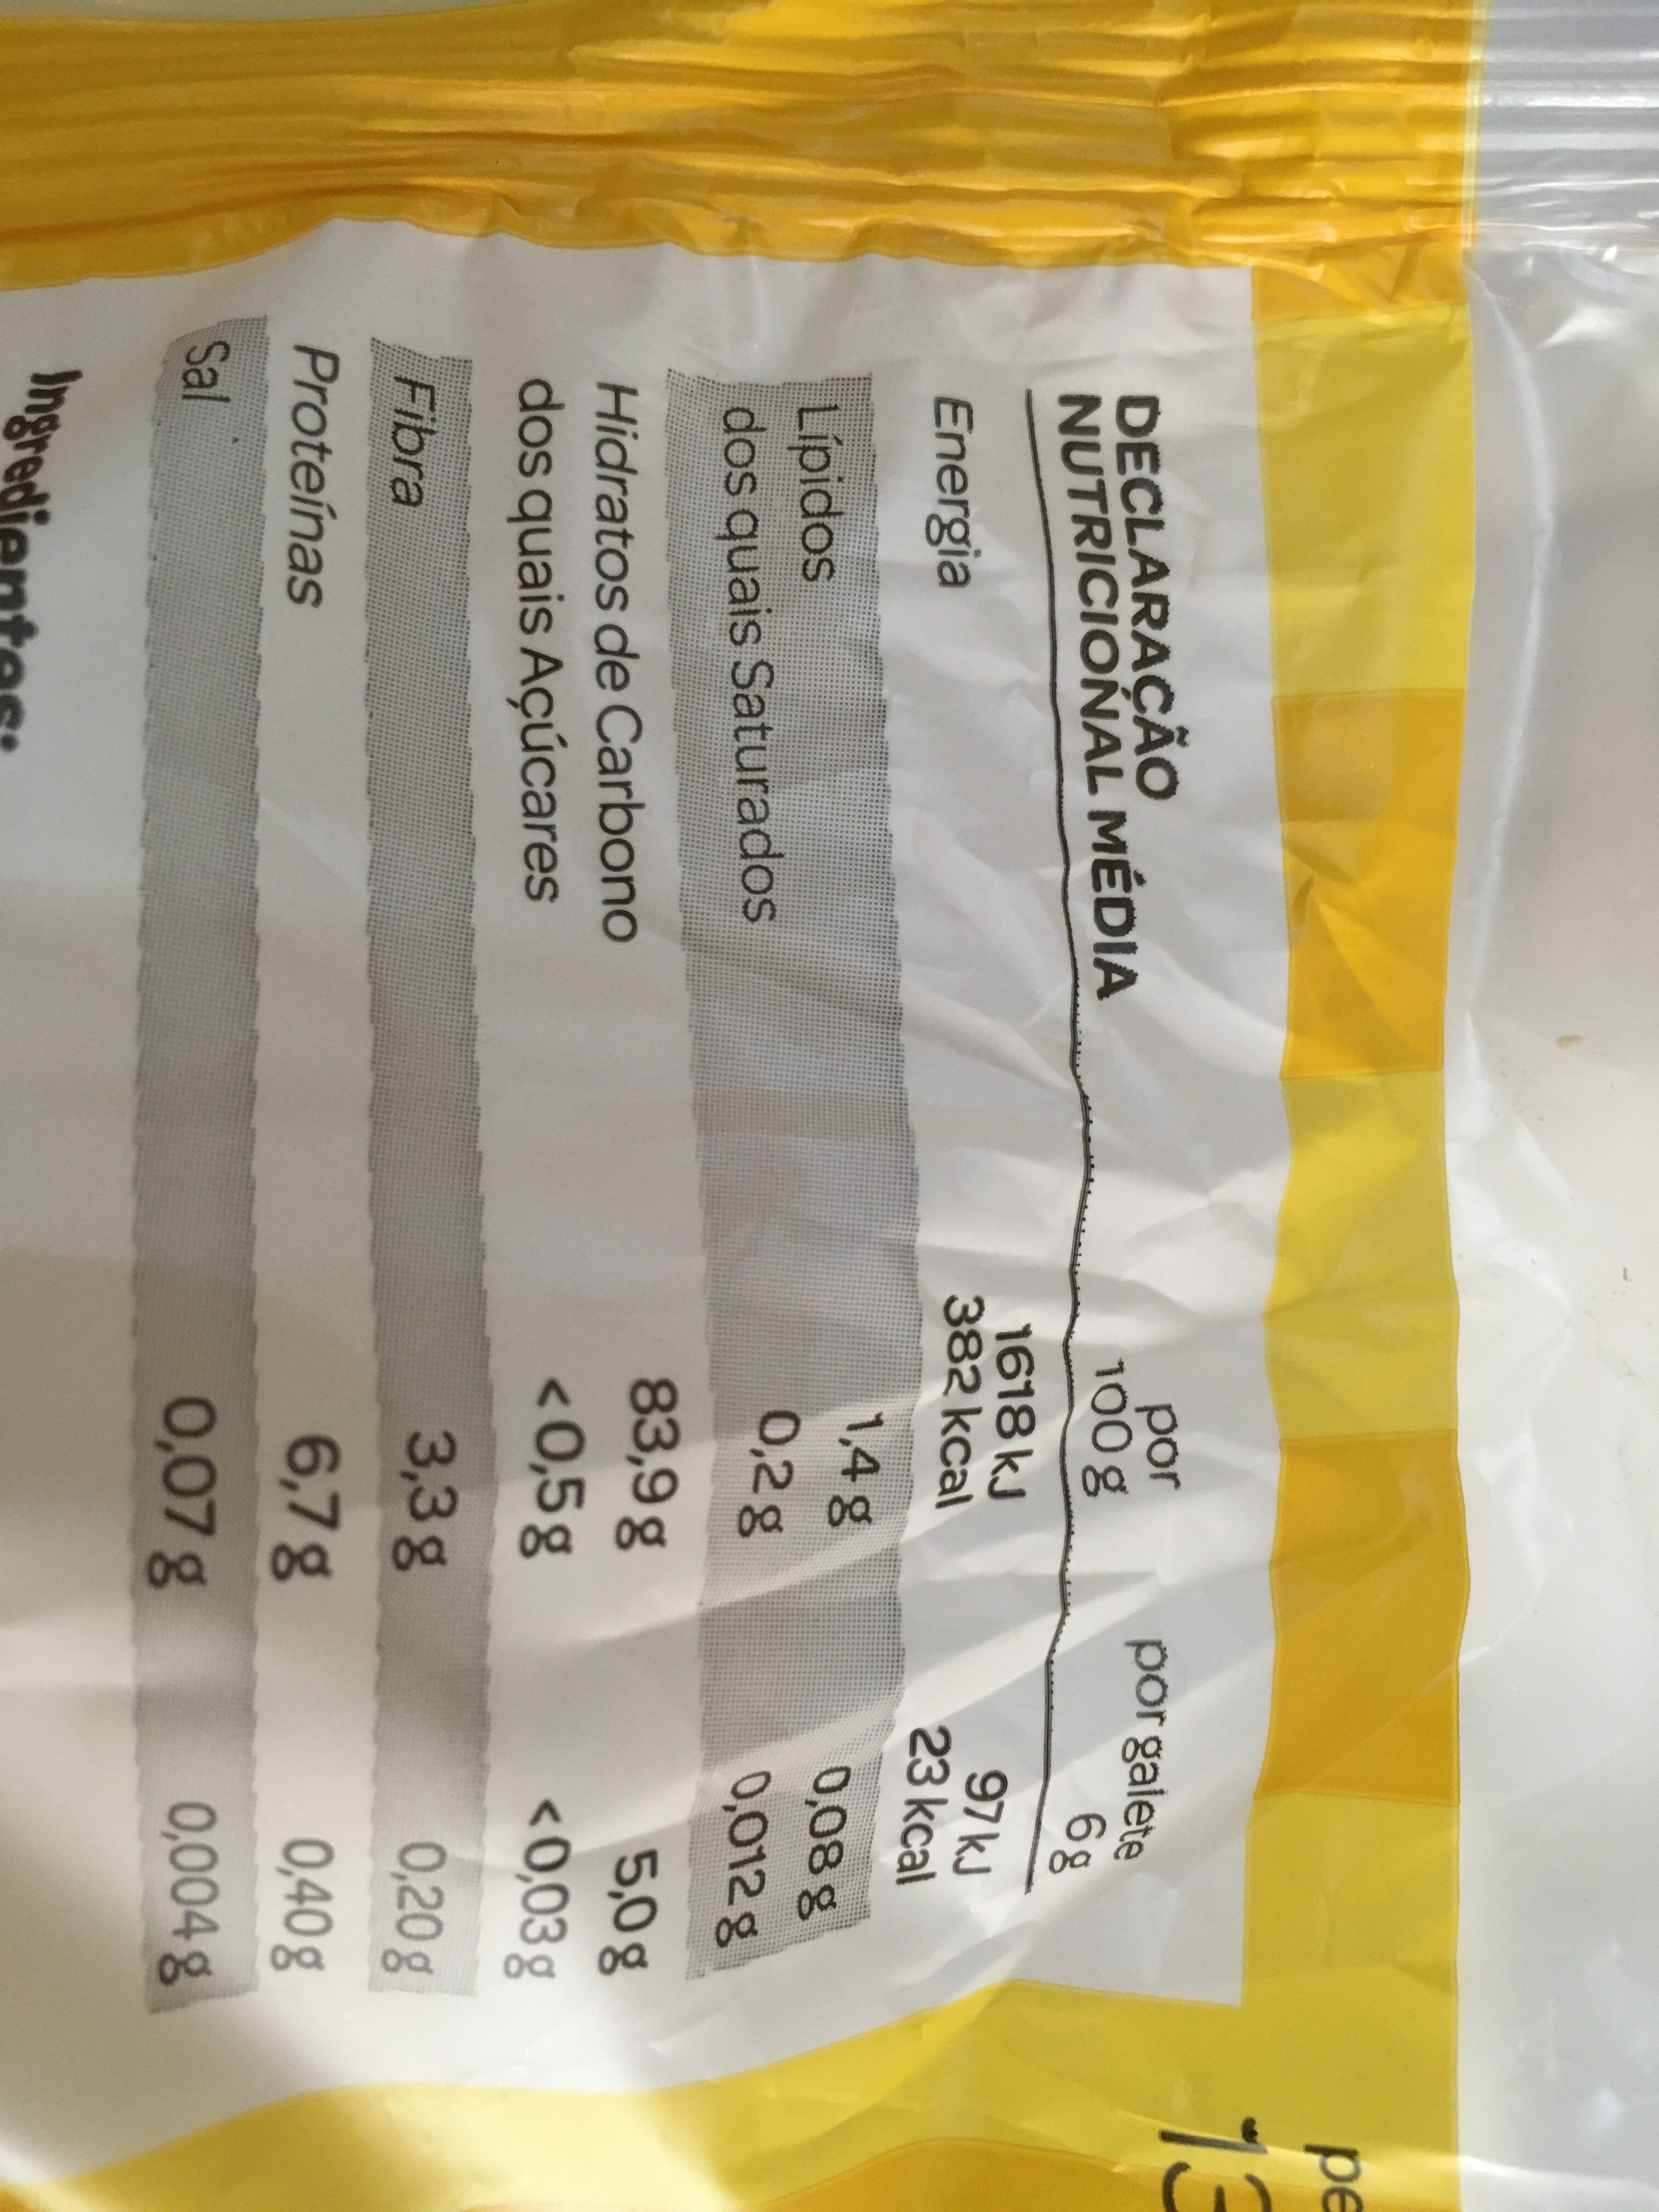 DECLARAÇÃO
NUTRICIONAL MÉDIA
por
100 g
por galete
6 g
Energia
1618 kJ
382 kcal
97 kJ
23 kcal
Lípidos 1,4 g 0,08 g
dos quais Saturados 0,2 g 0,012 g
Hidratos de Carbono 83,9 g 5,0 g
dos quais Açúcares <0,5 g <0,03 g
Fibra 3,3 g 0,20 g
Proteínas 6,7 g 0,40 g
Sal 0,07 g 0,004 g
Ingredientes: